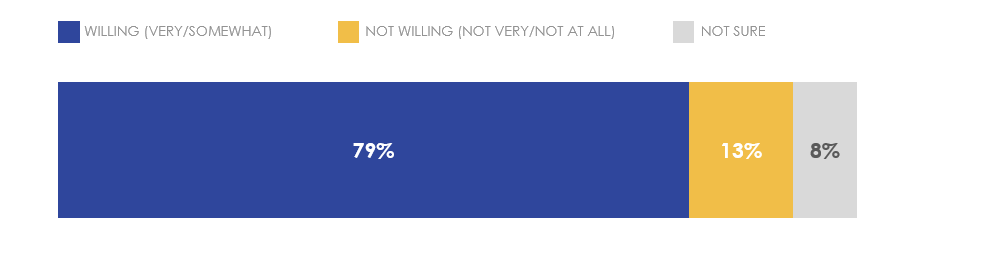 WILLING (VERY/SOMEWHAT) NOT WILLING (NOT VERY/NOT AT ALL) NOT SURE
79% 13% 8%